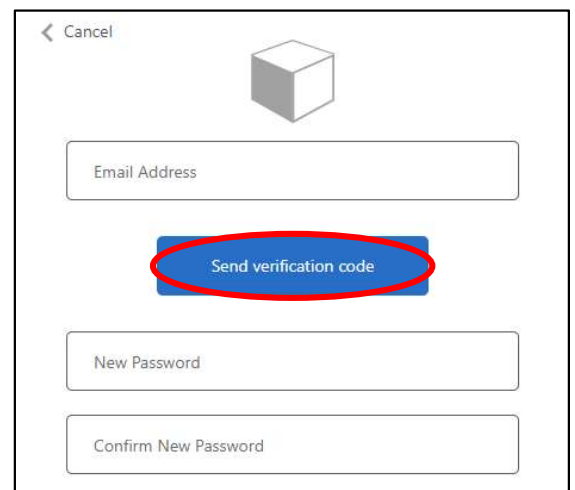 Cancel
Email Address
Send verification code
New Password
Confirm New Password